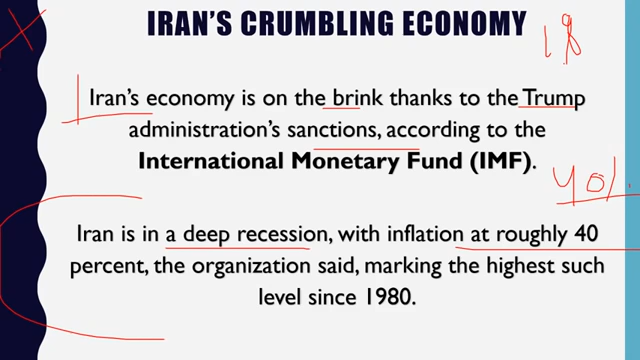 IRAN'S CRUMBLING ECONOMY
Iran's economy is on the brink thanks to the Trump
administration's sanctions, according to the
International Monetary Fund (IMF).
40%
Iran is in a deep recession, with inflation at roughly 40
percent, the organization said, marking the highest such
level since 1980.